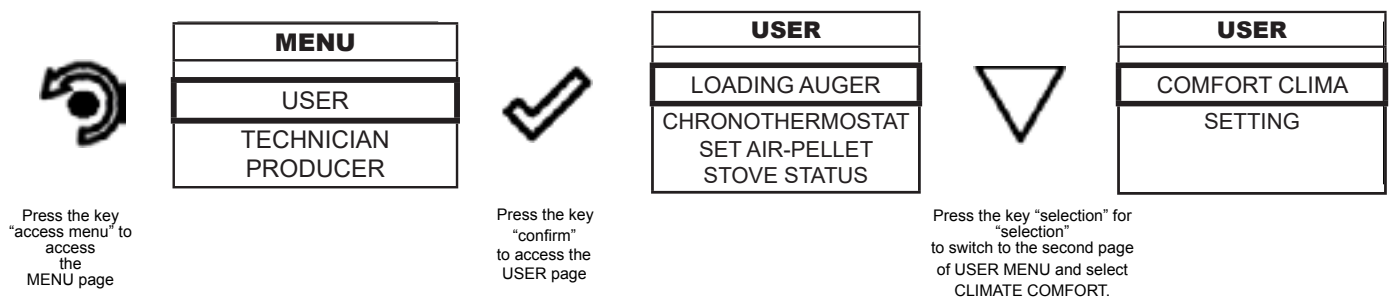 MENU
USER
TECHNICIAN
PRODUCER
USER
LOADING AUGER
CHRONOTHERMOSTAT
SET AIR-PELLET
STOVE STATUS
USER
COMFORT CLIMA
SETTING
Press the key
"access menu" to
access
the
MENU page
Press the key
“confirm”
to access the
USER page
Press the key “selection” for
“selection”
to switch to the second page
of USER MENU and select
CLIMATE COMFORT.